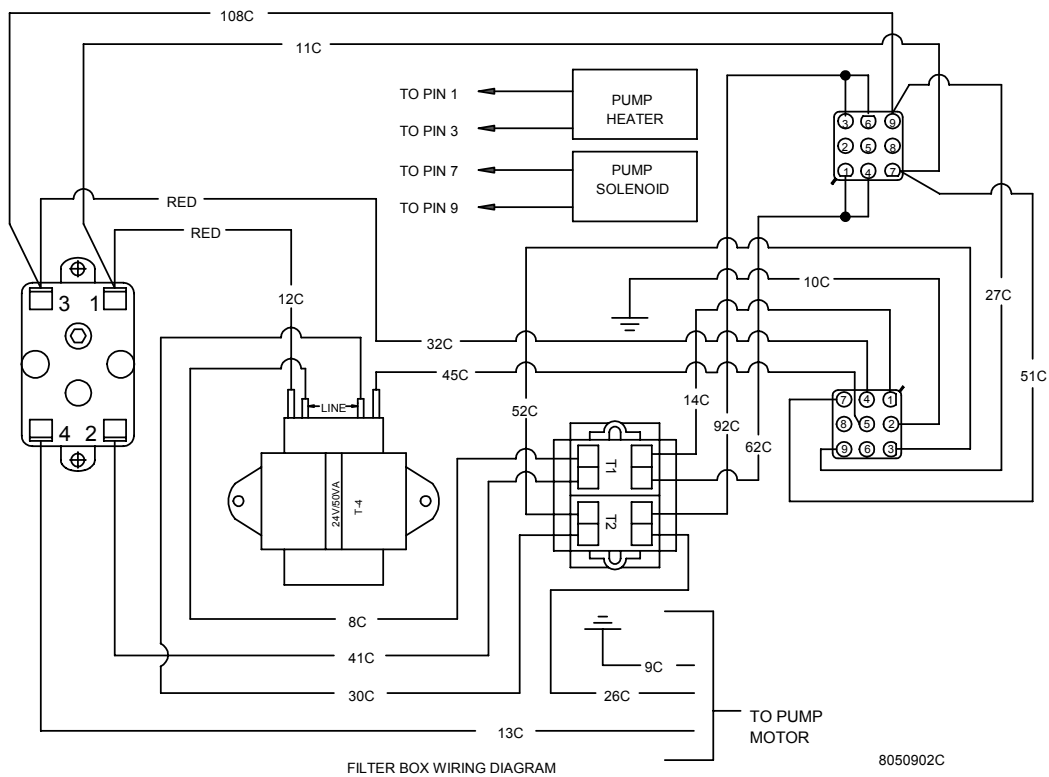 108C
11C
TO PIN 1
TO PIN 3
PUMP
HEATER
TO PIN 7
TO PIN 9
PUMP
SOLENOID
3 6 9
2 5 8
1 4 7
RED
RED
3 1
4 2
12C
10C
27C
32C
45C
51C
LINE
52C
14C
92C
62C
7 4 1
8 5 2
9 6 3
24V/50VA
T-4
T1
T2
8C
41C
30C
9C
26C
13C
TO PUMP
MOTOR
FILTER BOX WIRING DIAGRAM
8050902C